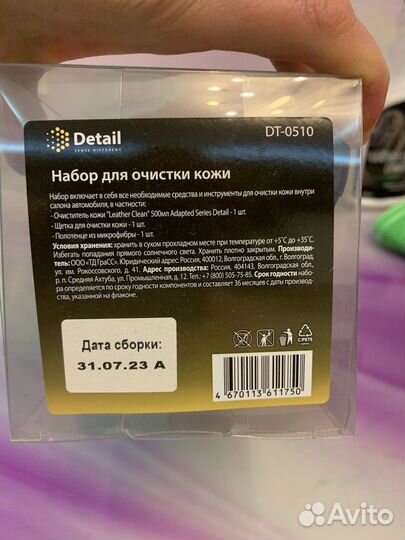 Detail
SENSE DIFFERENT
DT-0510
Набор для очистки кожи
Набор включает в себя все необходимые средства и инструменты для очистки кожи внутри
салона автомобиля, в частности:
- Очиститель кожи "Leather Clean" 500мл Adapted Series Detail - 1 шт.
- Щетка для очистки кожи - 1 шт.
- Полотенце из микрофибры - 1 шт.
Условия хранения: хранить в сухом прохладном месте при температуре от +5˚С до +35˚С.
Избегать попадания прямого солнечного света. Хранить плотно закрытым. Производи-
тель: ООО «ТД ГраСС». Юридический адрес: Россия, 400012, Волгоградская обл., г. Волгоград,
ул. им. Рокоссовского, д. 41. Адрес производства: Россия, 404143, Волгоградская обл.,
р.п. Средняя Ахтуба, ул. Промышленная, д. 12. Тел.: +7 (800) 505-75-85. Срок годности набо-
ра определяется по сроку годности компонентов и составляет 36 месяцев с даты производ-
ства, указанной на флаконе.
Дата сборки:
31.07.23 А
C/PETE
4 670113 611750
Avito